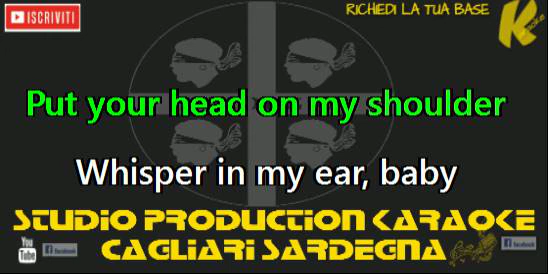 ISCRIVITI
RICHIEDI LA TUA BASE
Karaoke
Put your head on my shoulder
Whisper in my ear, baby
STUDIO PRODUCTION KARAOKE
CAGLIARI SARDEGNA
You
Tube
facebook
facebook